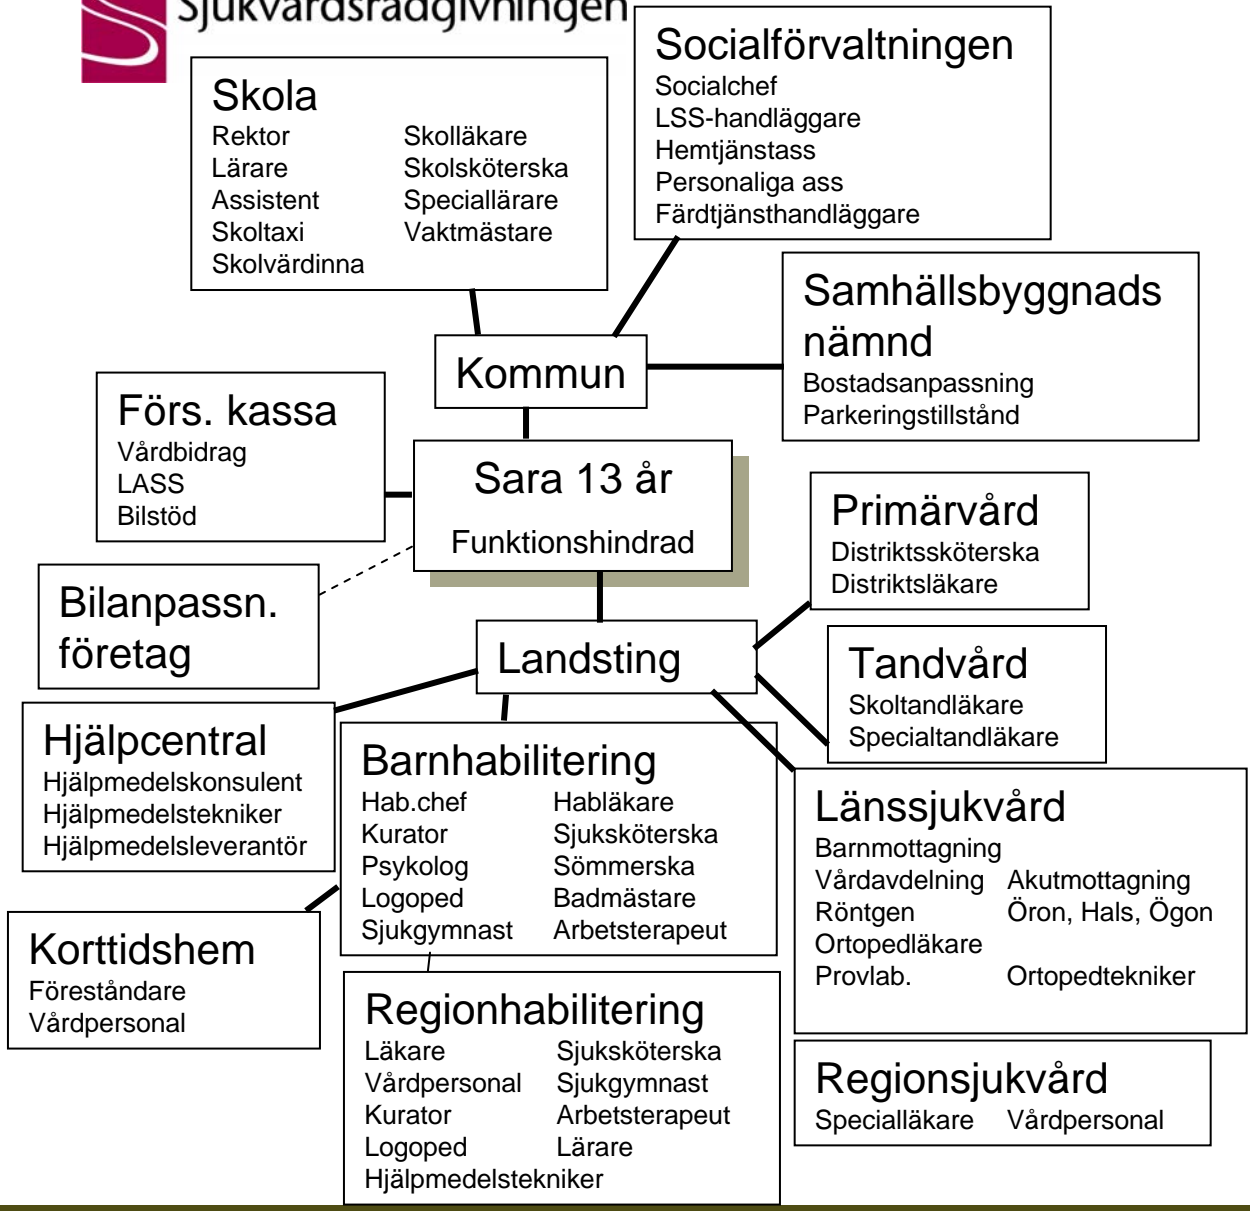 Sjukvårdsrådgivningen
Skola
Rektor Skolläkare
Lärare Skolsköterska
Assistent Speciallärare
Skoltaxi Vaktmästare
Skolvärdinna
Socialförvaltningen
Socialchef
LSS-handläggare
Hemtjänstass
Personaliga ass
Färdtjänsthandläggare
Samhällsbyggnads
nämnd
Bostadsanpassning
Parkeringstillstånd
Kommun
Förs. kassa
Vårdbidrag
LASS
Bilstöd
Sara 13 år
Funktionshindrad
Primärvård
Distriktssköterska
Distriktsläkare
Bilanpassn.
företag
Landsting
Tandvård
Skoltandläkare
Specialtandläkare
Hjälpcentral
Hjälpmedelskonsulent
Hjälpmedelstekniker
Hjälpmedelsleverantör
Barnhabilitering
Hab.chef Habläkare
Kurator Sjuksköterska
Psykolog Sömmerska
Logoped Badmästare
Sjukgymnast Arbetsterapeut
Länssjukvård
Barnmottagning
Vårdavdelning Akutmottagning
Röntgen Öron, Hals, Ögon
Ortopedläkare
Provlab. Ortopedtekniker
Korttidshem
Föreståndare
Vårdpersonal
Regionhabilitering
Läkare Sjuksköterska
Vårdpersonal Sjukgymnast
Kurator Arbetsterapeut
Logoped Lärare
Hjälpmedelstekniker
Regionsjukvård
Specialläkare Vårdpersonal